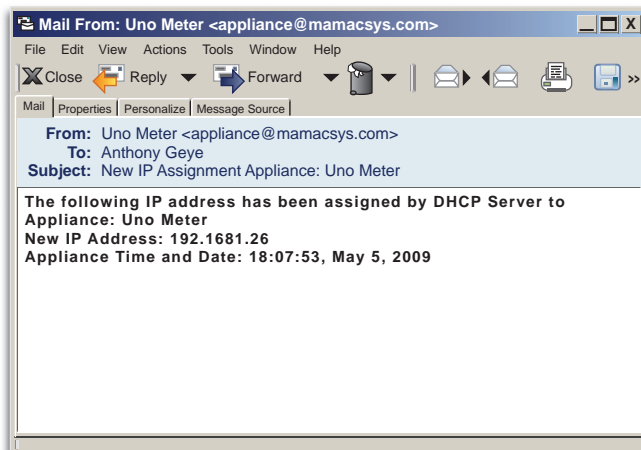 Mail From: Uno Meter <appliance@mamacsys.com>
File Edit View Actions Tools Window Help
Close Reply Forward »
Mail Properties Personalize Message Source
From: Uno Meter <appliance@mamacsys.com>
To: Anthony Geye
Subject: New IP Assignment Appliance: Uno Meter
The following IP address has been assigned by DHCP Server to
Appliance: Uno Meter
New IP Address: 192.1681.26
Appliance Time and Date: 18:07:53, May 5, 2009